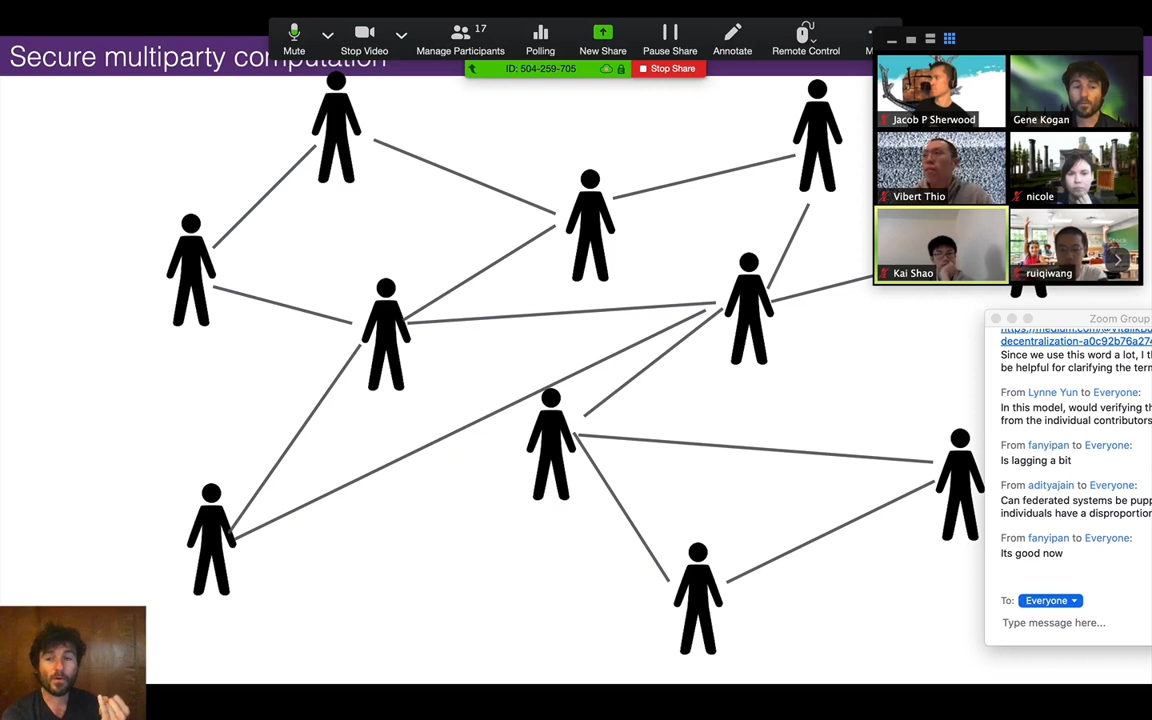 Secure multiparty computation
Mute
Stop Video
17
Manage Participants
Polling
New Share
Pause Share
Annotate
Remote Control
ID: 504-259-705
Stop Share
Jacob P Sherwood
Gene Kogan
Vibert Thio
nicole
Kai Shao
ruiqiwang
Zoom Group
decentralization-a0c92b76a27
Since we use this word a lot, I t
be helpful for clarifying the term
From Lynne Yun to Everyone:
In this model, would verifying th
from the individual contributors
From fanyipan to Everyone:
Is lagging a bit
From adityajain to Everyone:
Can federated systems be pupp
individuals have a disproportion
From fanyipan to Everyone:
Its good now
To: Everyone
Type message here...